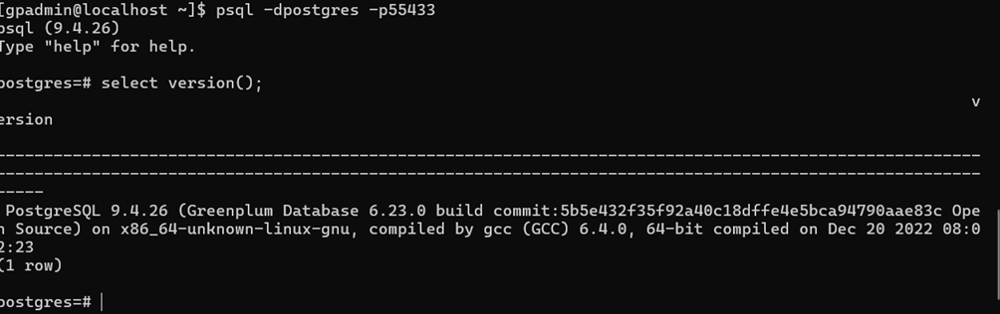 [gpadmin@localhost ~]$ psql -dpostgres -p55433
psql (9.4.26)
Type "help" for help.
postgres=# select version();
v
ersion
--------------------------------------------------------------------------------------------------------
--------------------------------------------------------------------------------------------------------
-----
PostgreSQL 9.4.26 (Greenplum Database 6.23.0 build commit:5b5e432f35f92a40c18dffe4e5bca94790aae83c Ope
n Source) on x86_64-unknown-linux-gnu, compiled by gcc (GCC) 6.4.0, 64-bit compiled on Dec 20 2022 08:0
2:23
(1 row)
postgres=#